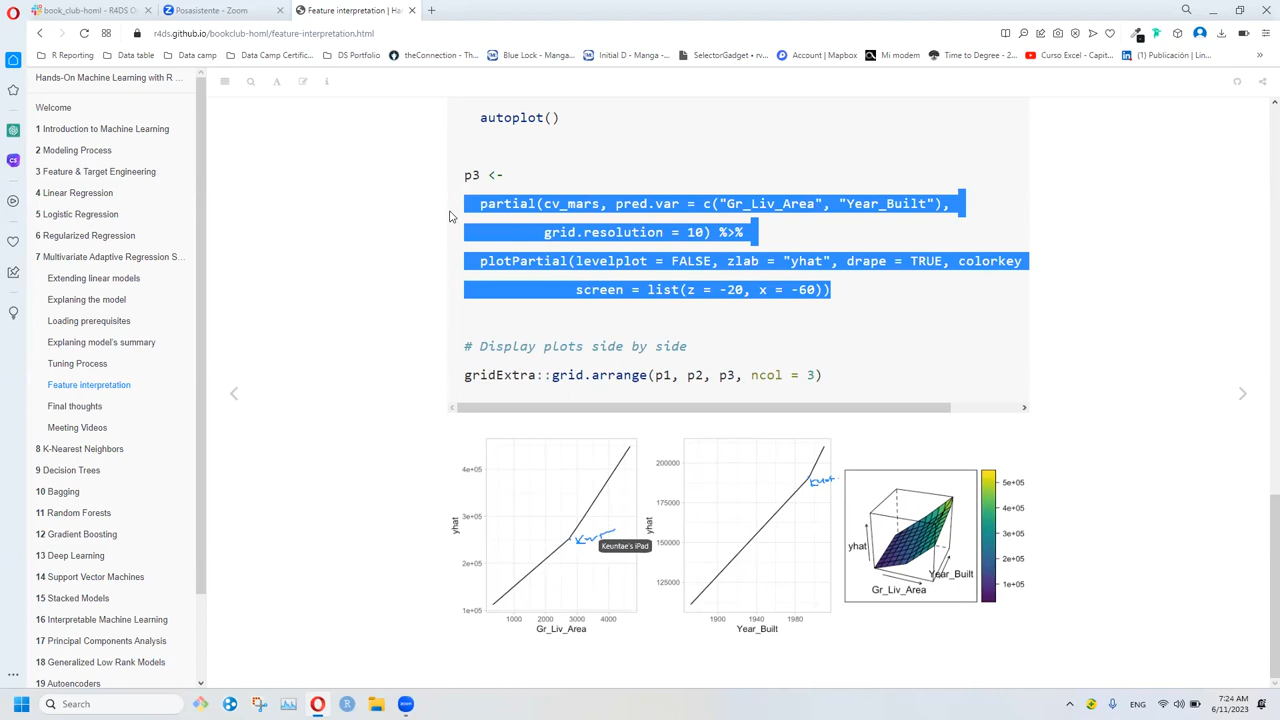 book_club-homl - R4DS O...
Posasistente - Zoom
Feature interpretation | Ha
r4ds.github.io/bookclub-homl/feature-interpretation.html
R Reporting
Data table
Data camp
Data Camp Certific...
DS Portfolio
theConnection - Th...
Blue Lock - Manga -...
Initial D - Manga -...
SelectorGadget • rv...
Account | Mapbox
Mi modem
Time to Degree - 2...
Curso Excel - Capit...
(1) Publicación | Lin...
Hands-On Machine Learning with R ...
Welcome
1 Introduction to Machine Learning
2 Modeling Process
3 Feature & Target Engineering
4 Linear Regression
5 Logistic Regression
6 Regularized Regression
7 Multivariate Adaptive Regression S...
Extending linear models
Explaning the model
Loading prerequisites
Explaning model's summary
Tuning Process
Feature interpretation
Final thoughts
Meeting Videos
8 K-Nearest Neighbors
9 Decision Trees
10 Bagging
11 Random Forests
12 Gradient Boosting
13 Deep Learning
14 Support Vector Machines
15 Stacked Models
16 Interpretable Machine Learning
17 Principal Components Analysis
18 Generalized Low Rank Models
19 Autoencoders
autoplot()
p3 <-
partial(cv_mars, pred.var = c("Gr_Liv_Area", "Year_Built"),
grid.resolution = 10) %>%
plotPartial(levelplot = FALSE, zlab = "yhat", drape = TRUE, colorkey
screen = list(z = -20, x = -60))
# Display plots side by side
gridExtra::grid.arrange(p1, p2, p3, ncol = 3)
4e+05
3e+05
2e+05
1e+05
yhat
1000 2000 3000 4000
Gr_Liv_Area
Keuntae's iPad
200000
175000
150000
125000
yhat
1900 1940 1980
Year_Built
yhat
Gr_Liv_Area
Year_Built
5e+05
4e+05
3e+05
2e+05
1e+05
Search
ENG
7:24 AM
6/11/2023